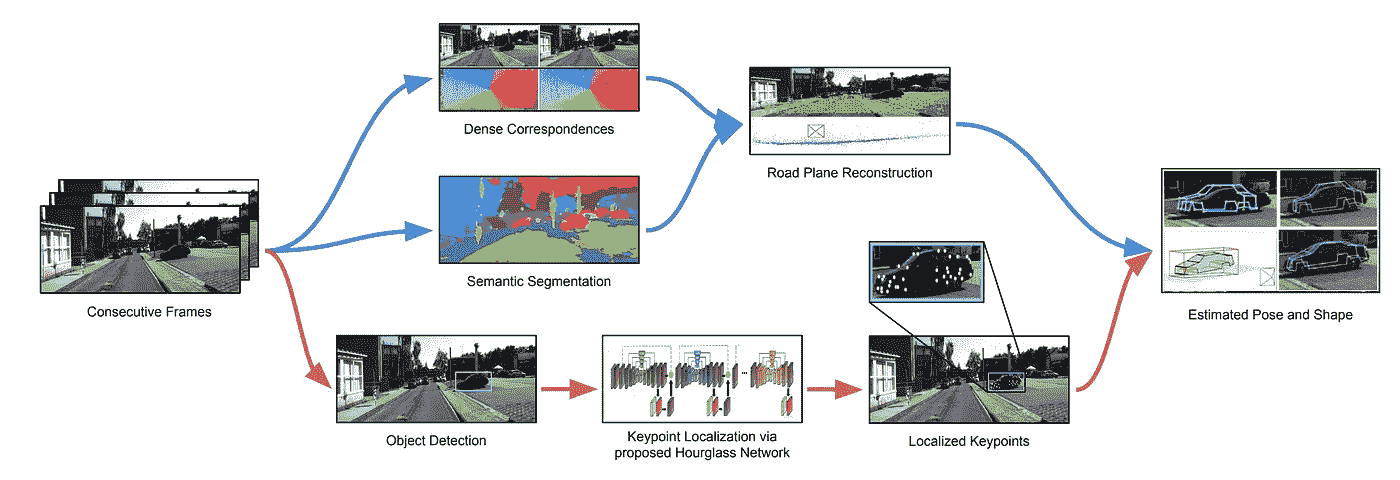 Dense Correspondences
Road Plane Reconstruction
Semantic Segmentation
Consecutive Frames
Estimated Pose and Shape
Object Detection
Keypoint Localization via
proposed Hourglass Network
Localized Keypoints